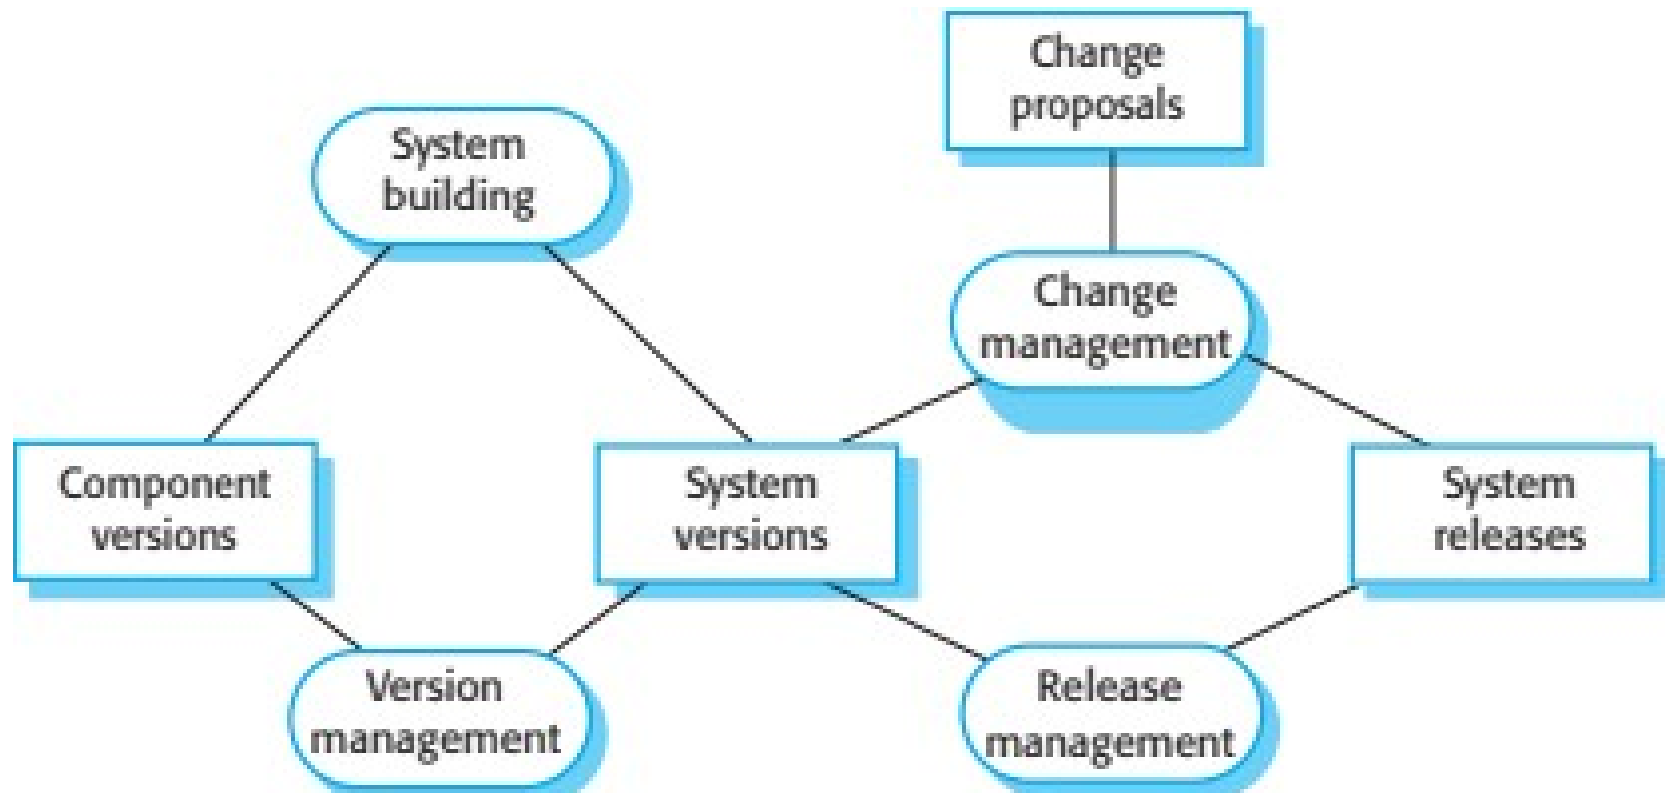 Change
proposals
System
building
Change
management
Component
versions
System
versions
System
releases
Version
management
Release
management